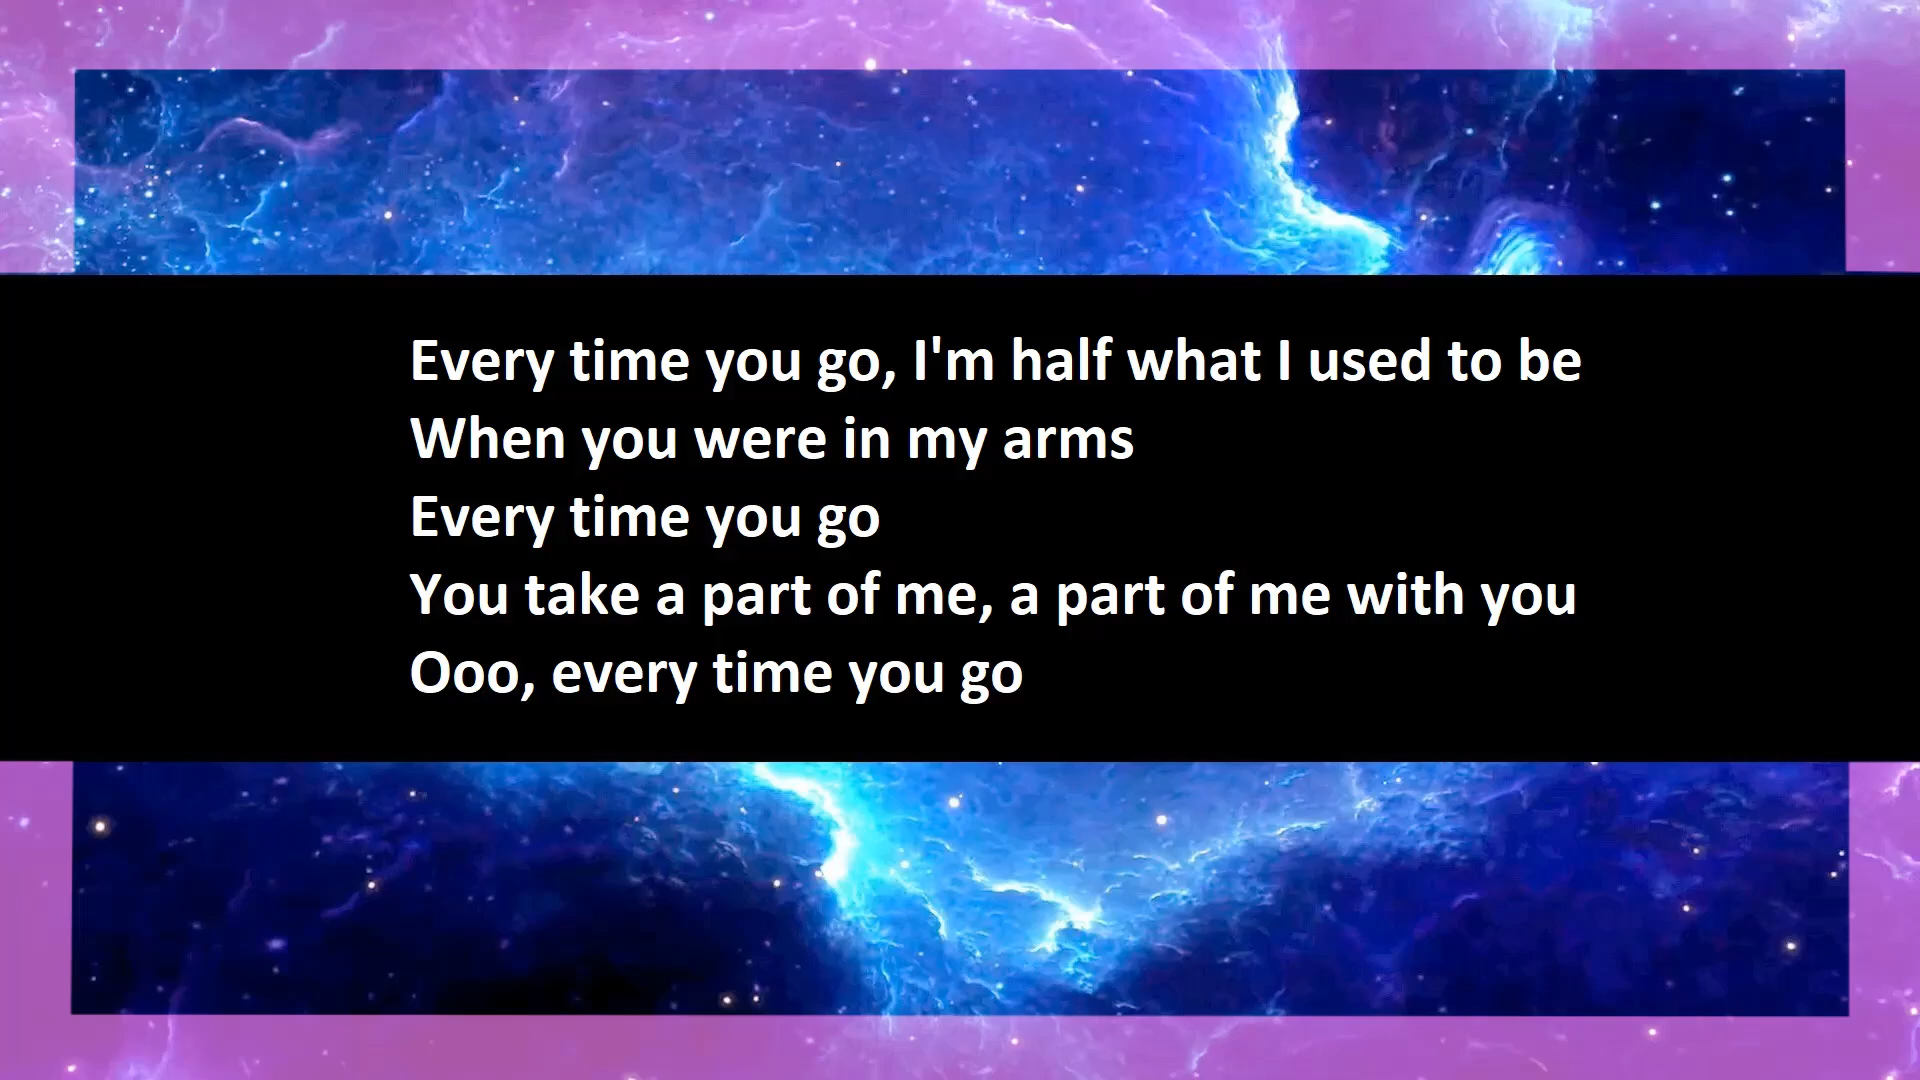 Every time you go, I'm half what I used to be
When you were in my arms
Every time you go
You take a part of me, a part of me with you
Ooo, every time you go